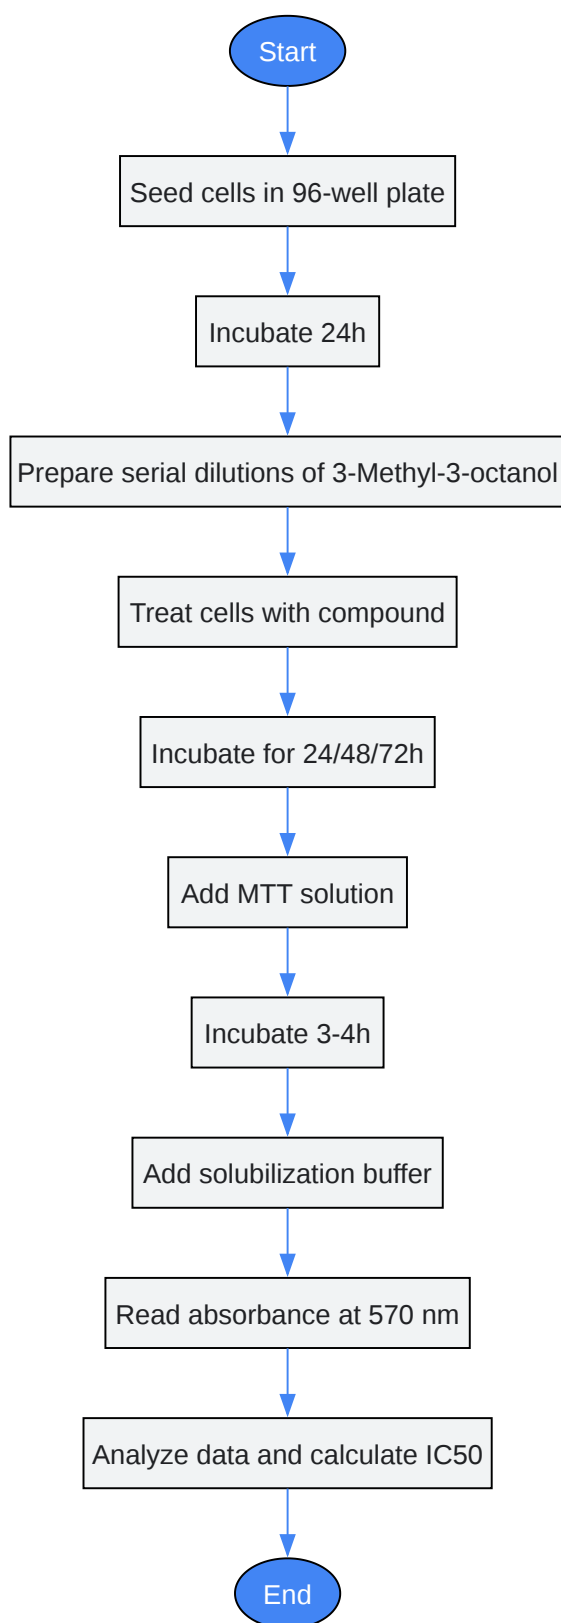 Start
Seed cells in 96-well plate
Incubate 24h
Prepare serial dilutions of 3-Methyl-3-octanol
Treat cells with compound
Incubate for 24/48/72h
Add MTT solution
Incubate 3-4h
Add solubilization buffer
Read absorbance at 570 nm
Analyze data and calculate IC50
End